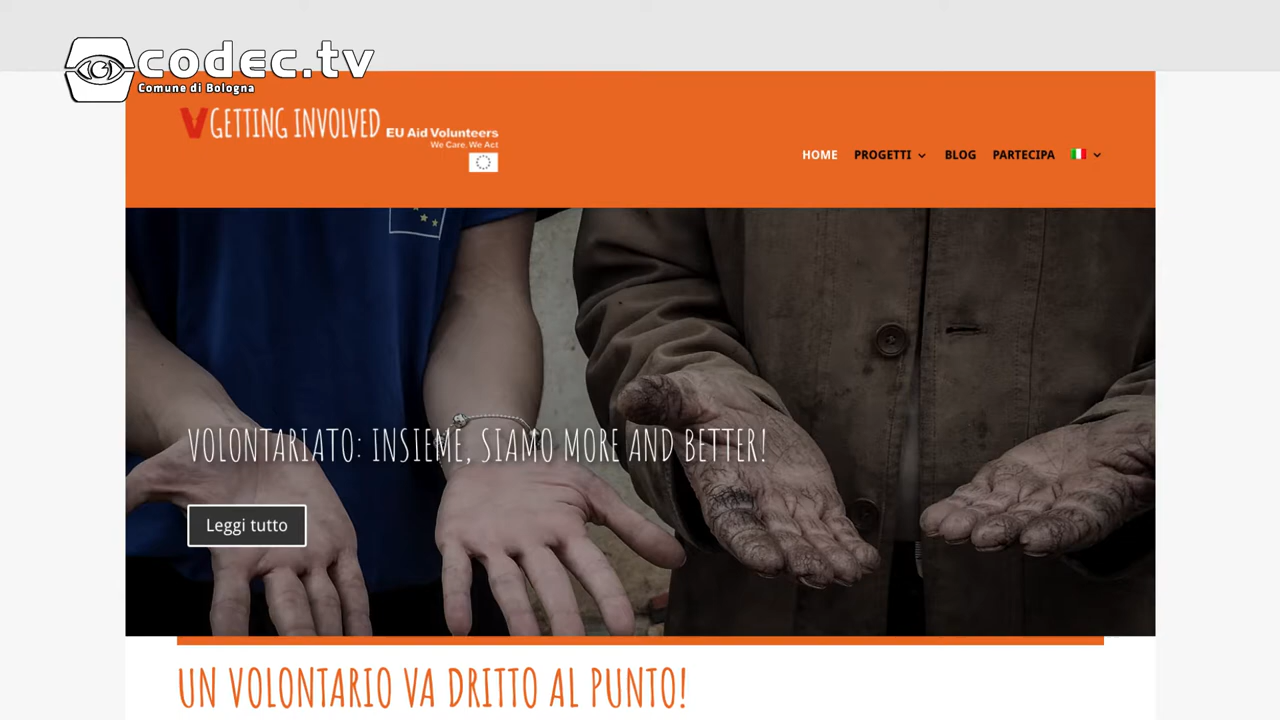 codec.tv
Comune di Bologna
GETTING INVOLVED
EU Aid Volunteers
We Care, We Act
HOME PROGETTI BLOG PARTECIPA
VOLONTARIATO: INSIEME, SIAMO MORE AND BETTER!
Leggi tutto
UN VOLONTARIO VA DRITTO AL PUNTO!